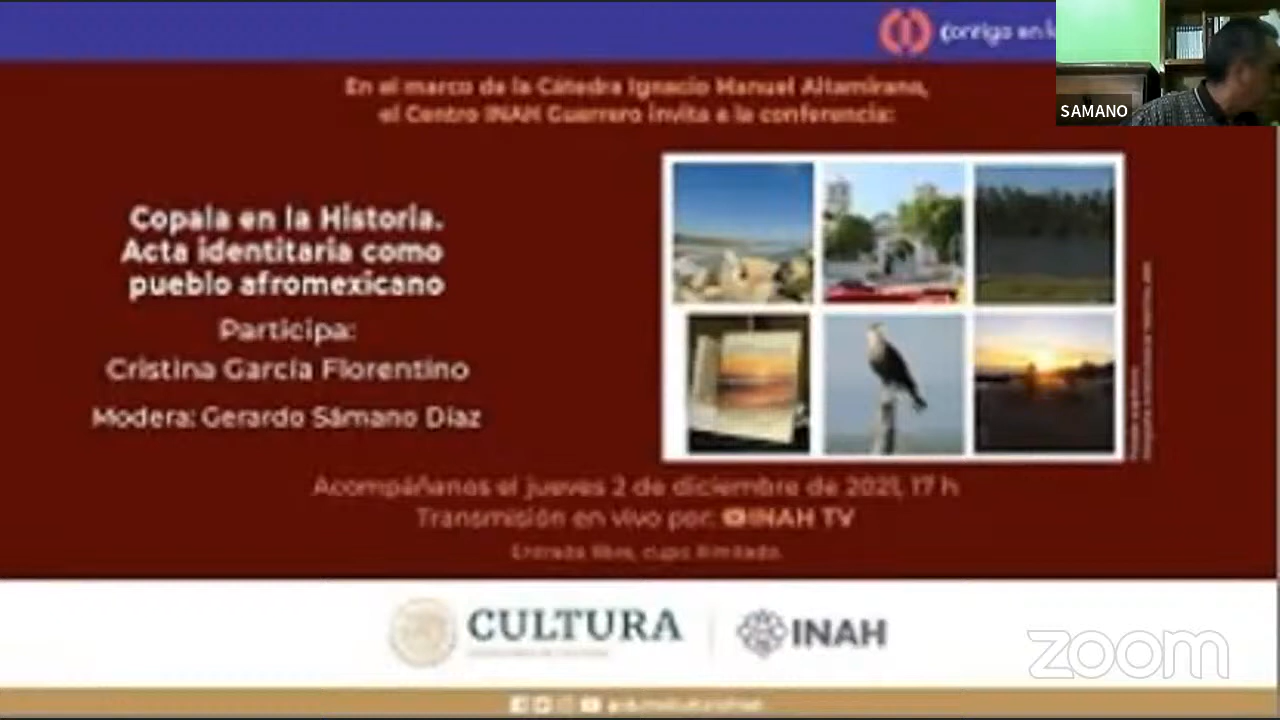 Contigo en
SAMANO
En el marco de la Cátedra Ignacio Manuel Altamirano,
el Centro INAH Guerrero invita a la conferencia:
Copala en la Historia.
Acta identitaria como
pueblo afromexicano
Participa:
Cristina García Florentino
Modera: Gerardo Sámano Díaz
Acompáñanos el jueves 2 de diciembre de 2021, 17 h
Transmisión en vivo por: INAH TV
Entrada libre, cupo limitado.
CULTURA
INAH
zoom